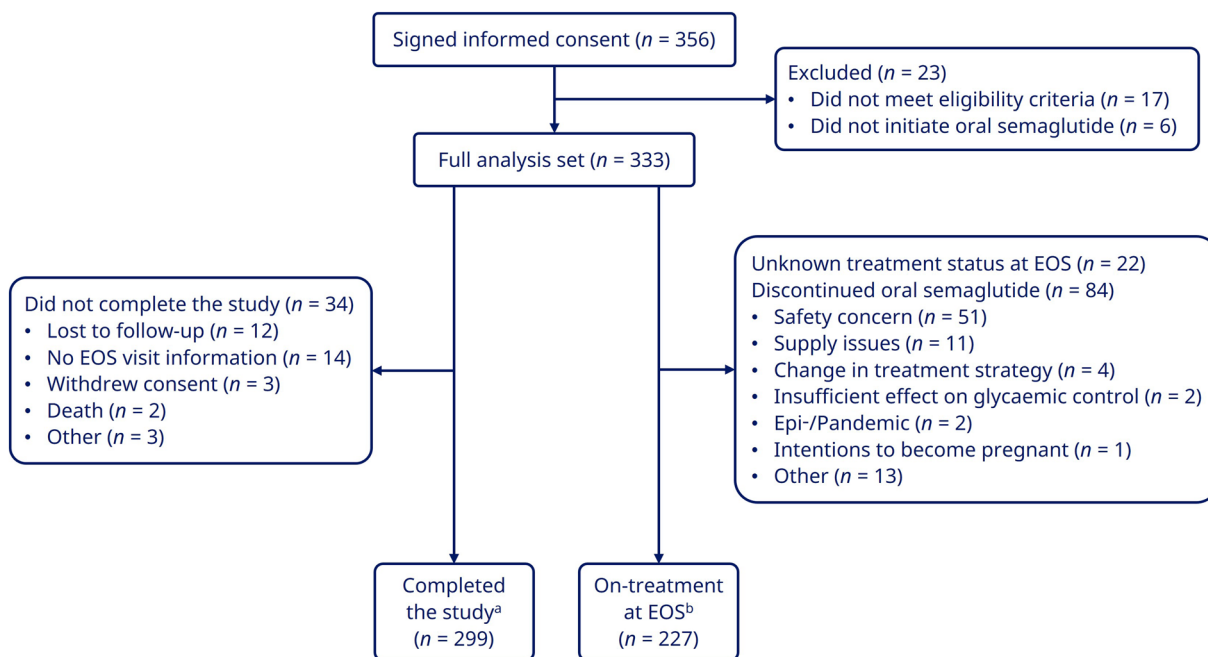 Signed informed consent (n = 356)
Excluded (n = 23)
• Did not meet eligibility criteria (n = 17)
• Did not initiate oral semaglutide (n = 6)
Full analysis set (n = 333)
Did not complete the study (n = 34)
• Lost to follow-up (n = 12)
• No EOS visit information (n = 14)
• Withdrew consent (n = 3)
• Death (n = 2)
• Other (n = 3)
Unknown treatment status at EOS (n = 22)
Discontinued oral semaglutide (n = 84)
• Safety concern (n = 51)
• Supply issues (n = 11)
• Change in treatment strategy (n = 4)
• Insufficient effect on glycaemic control (n = 2)
• Epi-/Pandemic (n = 2)
• Intentions to become pregnant (n = 1)
• Other (n = 13)
Completed
the studyᵃ
(n = 299)
On-treatment
at EOSᵇ
(n = 227)